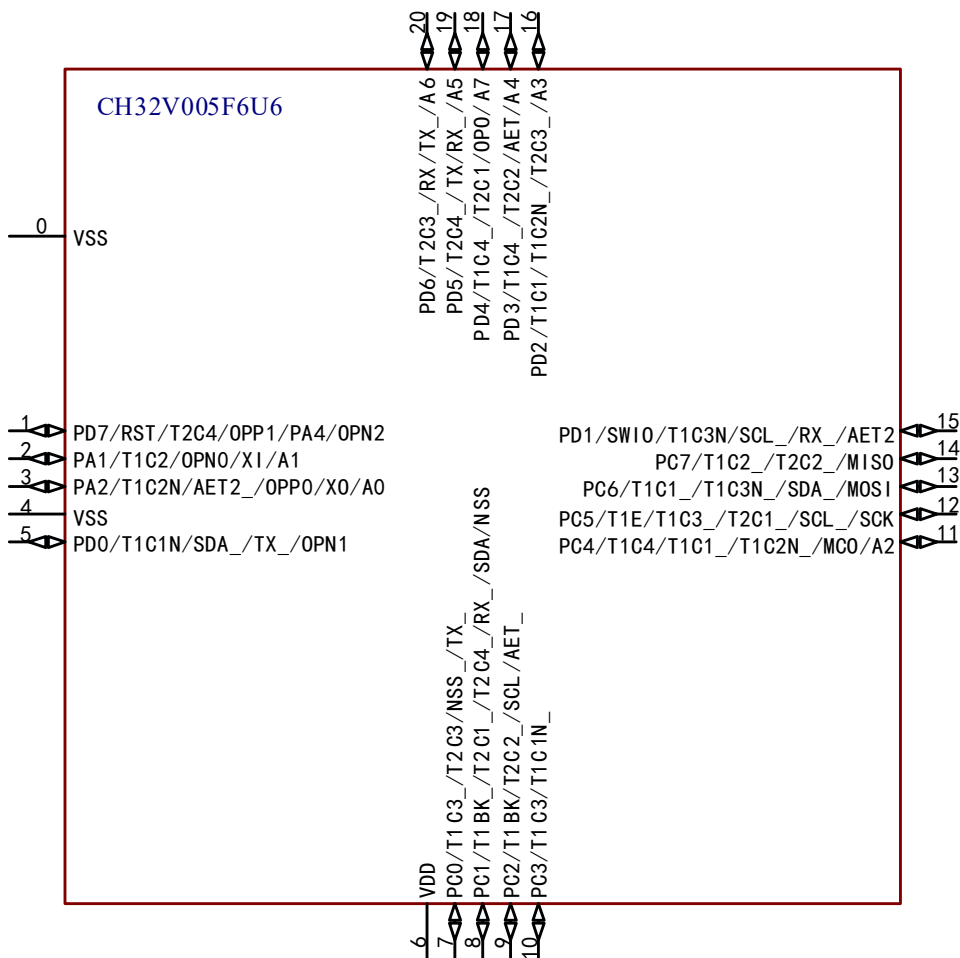 20
19
18
17
16
CH32V005F6U6
PD6/T2C3_/RX/TX_/A6
PD5/T2C4_/TX/RX_/A5
PD4/T1C4_/T2C1/OPO/A7
PD3/T1C4_/T2C2/AET/A4
PD2/T1C1/T1C2N_/T2C3_/A3
0
VSS
1
PD7/RST/T2C4/OPP1/PA4/OPN2
2
PA1/T1C2/OPN0/XI/A1
3
PA2/T1C2N/AET2_/OPP0/XO/A0
4
VSS
5
PD0/T1C1N/SDA_/TX_/OPN1
PD1/SWIO/T1C3N/SCL_/RX_/AET2
15
PC7/T1C2_/T2C2_/MISO
14
PC6/T1C1_/T1C3N_/SDA_/MOSI
13
PC5/T1E/T1C3_/T2C1_/SCL_/SCK
12
PC4/T1C4/T1C1_/T1C2N_/MCO/A2
11
VDD
PC0/T1C3_/T2C3/NSS_/TX_
PC1/T1BK_/T2C1_/T2C4_/RX_/SDA/NSS
PC2/T1BK/T2C2_/SCL/AET_
PC3/T1C3/T1C1N_
6
7
8
9
10